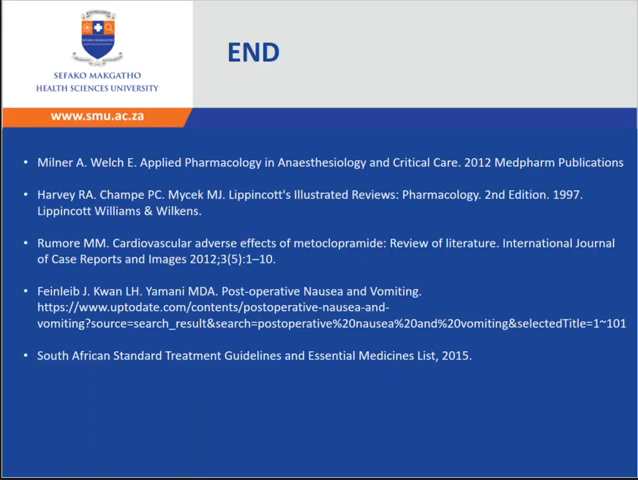 SEFAKO MAKGATHO
HEALTH SCIENCES UNIVERSITY
www.smu.ac.za
END
• Milner A. Welch E. Applied Pharmacology in Anaesthesiology and Critical Care. 2012 Medpharm Publications
• Harvey RA. Champe PC. Mycek MJ. Lippincott's Illustrated Reviews: Pharmacology. 2nd Edition. 1997.
Lippincott Williams & Wilkens.
• Rumore MM. Cardiovascular adverse effects of metoclopramide: Review of literature. International Journal
of Case Reports and Images 2012;3(5):1–10.
• Feinleib J. Kwan LH. Yamani MDA. Post-operative Nausea and Vomiting.
https://www.uptodate.com/contents/postoperative-nausea-and-
vomiting?source=search_result&search=postoperative%20nausea%20and%20vomiting&selectedTitle=1~101
• South African Standard Treatment Guidelines and Essential Medicines List, 2015.